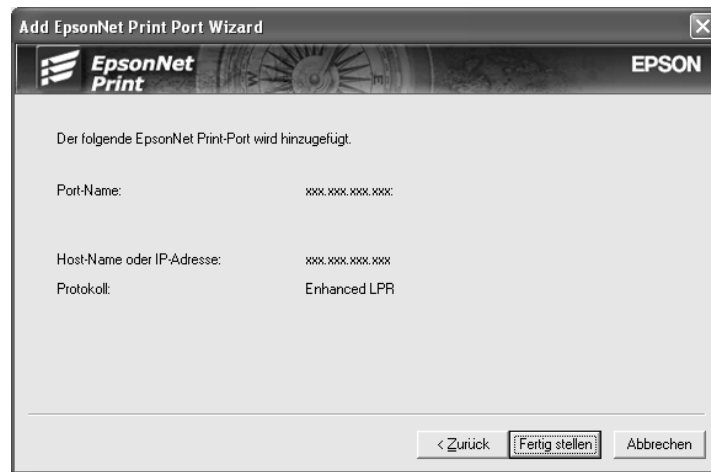 Add EpsonNet Print Port Wizard
EpsonNet
Print
EPSON
Der folgende EpsonNet Print-Port wird hinzugefügt.
Port-Name: xxx.xxx.xxx.xxx:
Host-Name oder IP-Adresse: xxx.xxx.xxx.xxx
Protokoll: Enhanced LPR
< Zurück Fertig stellen Abbrechen